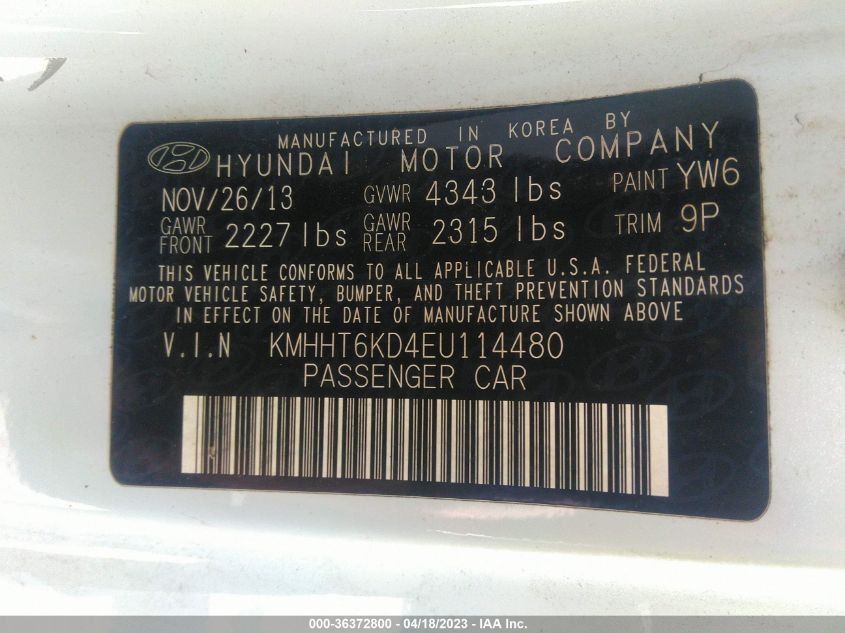 MANUFACTURED IN KOREA BY
HYUNDAI MOTOR COMPANY
NOV/26/13 GVWR 4343 lbs PAINT YW6
GAWR FRONT 2227 lbs GAWR REAR 2315 lbs TRIM 9P
THIS VEHICLE CONFORMS TO ALL APPLICABLE U.S.A. FEDERAL
MOTOR VEHICLE SAFETY, BUMPER, AND THEFT PREVENTION STANDARDS
IN EFFECT ON THE DATE OF MANUFACTURE SHOWN ABOVE
V.I.N KMHHT6KD4EU114480
PASSENGER CAR
000-36372800 - 04/18/2023 - IAA Inc.